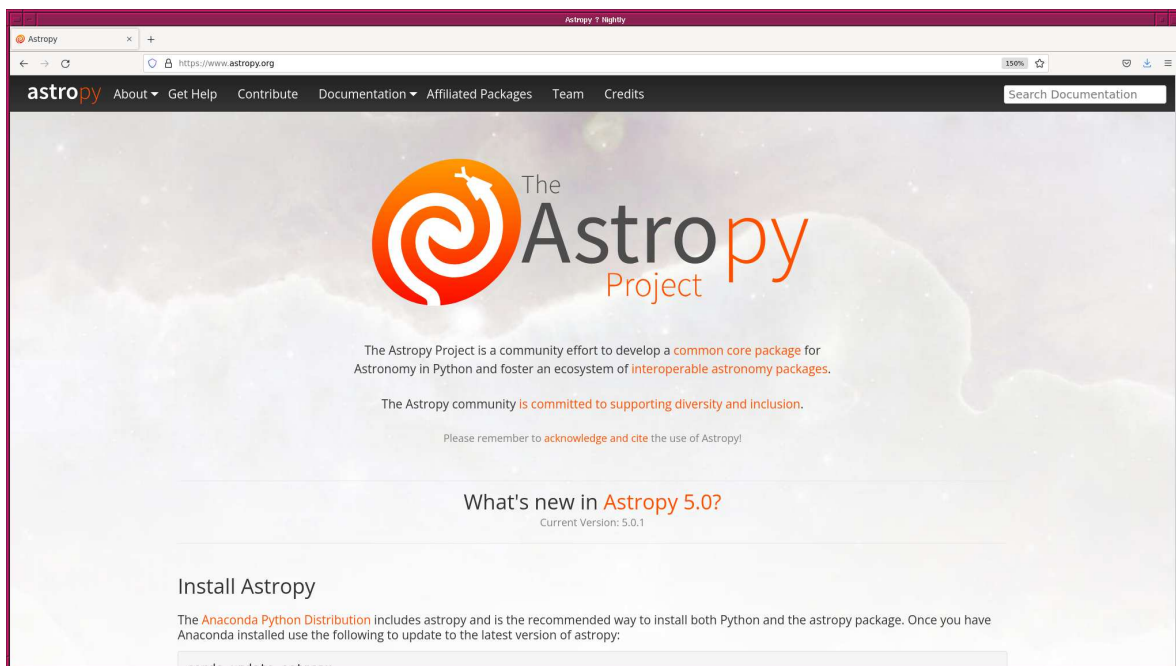 Astropy ? Nightly
Astropy × +
https://www.astropy.org 150%
astropy About Get Help Contribute Documentation Affiliated Packages Team Credits Search Documentation
The
Astropy
Project
The Astropy Project is a community effort to develop a common core package for
Astronomy in Python and foster an ecosystem of interoperable astronomy packages.
The Astropy community is committed to supporting diversity and inclusion.
Please remember to acknowledge and cite the use of Astropy!
What's new in Astropy 5.0?
Current Version: 5.0.1
Install Astropy
The Anaconda Python Distribution includes astropy and is the recommended way to install both Python and the astropy package. Once you have
Anaconda installed use the following to update to the latest version of astropy: